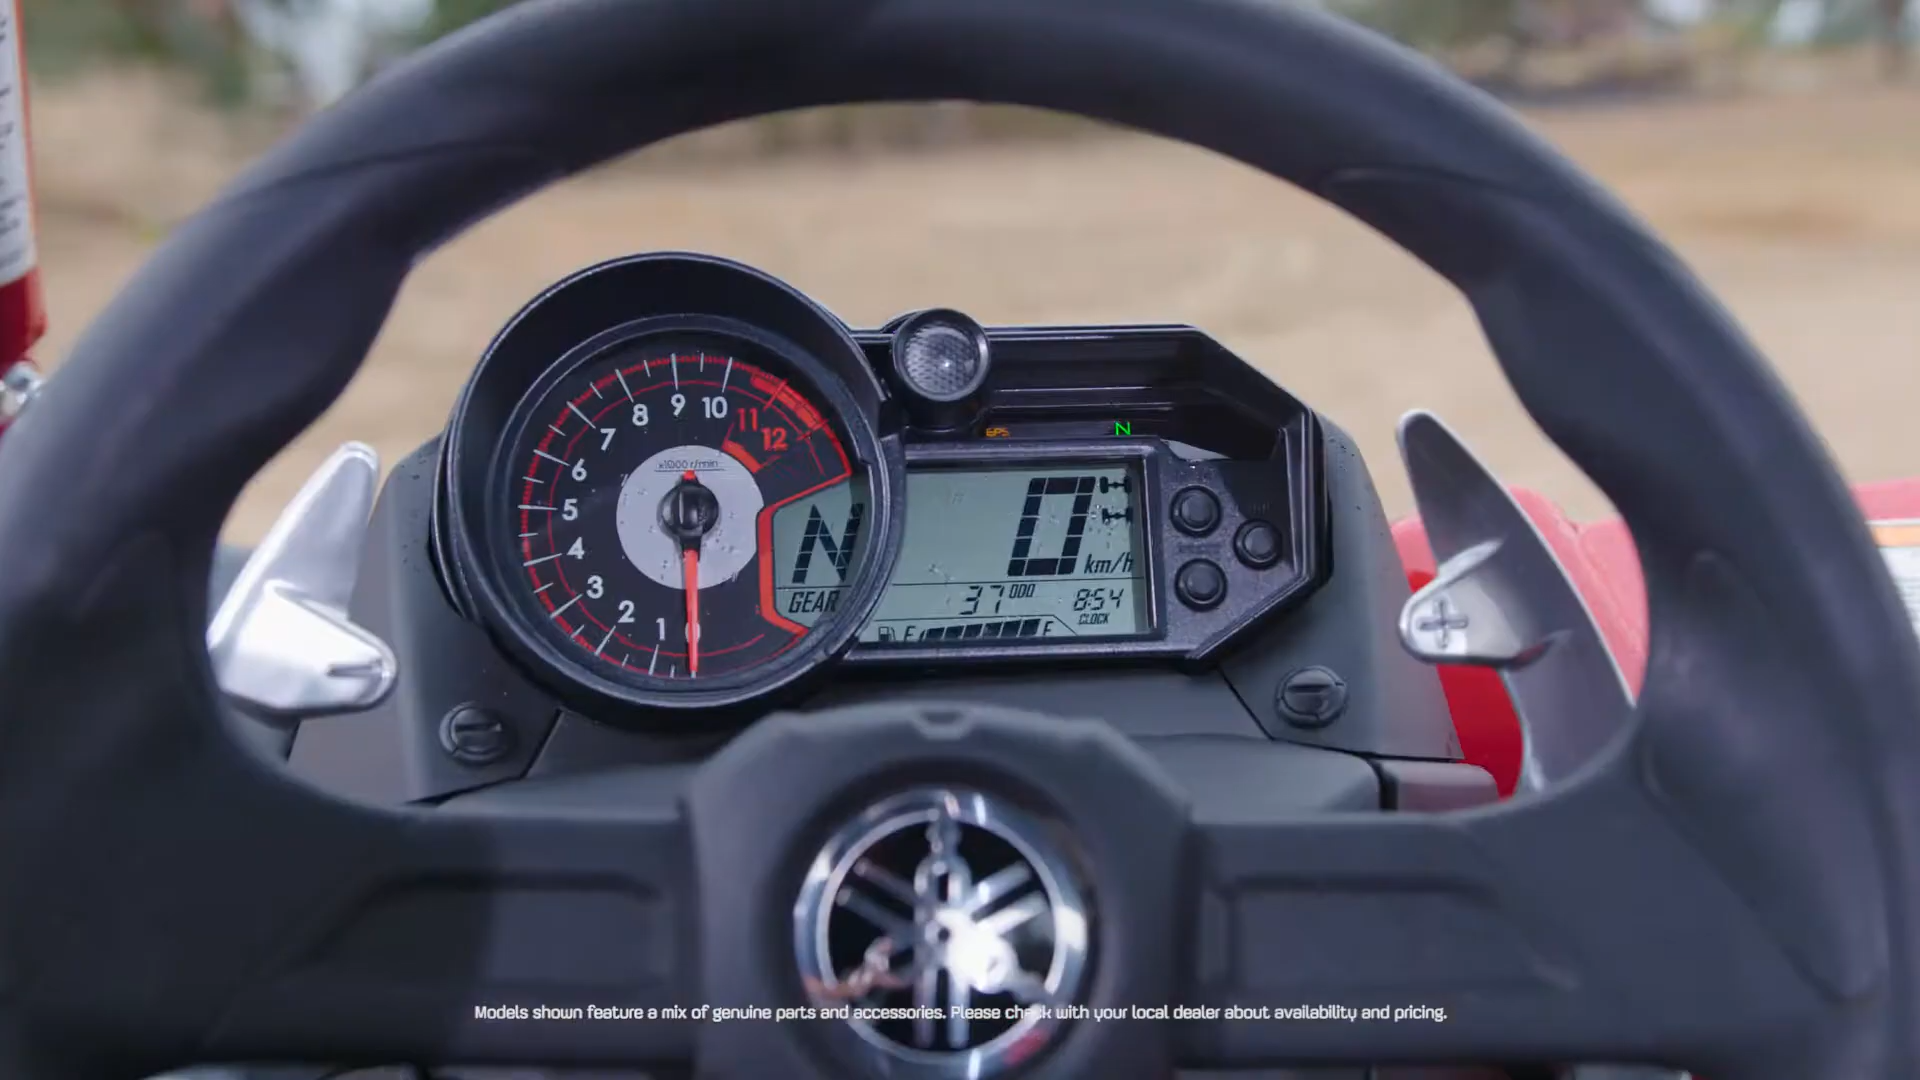 8 9 10
7 11
12
6
x1000 r/min
5
4
3
2
1 0
EPS N
N 0
km/h
GEAR 37 000 8:54
CLOCK
E F
+
Models shown feature a mix of genuine parts and accessories. Please check with your local dealer about availability and pricing.